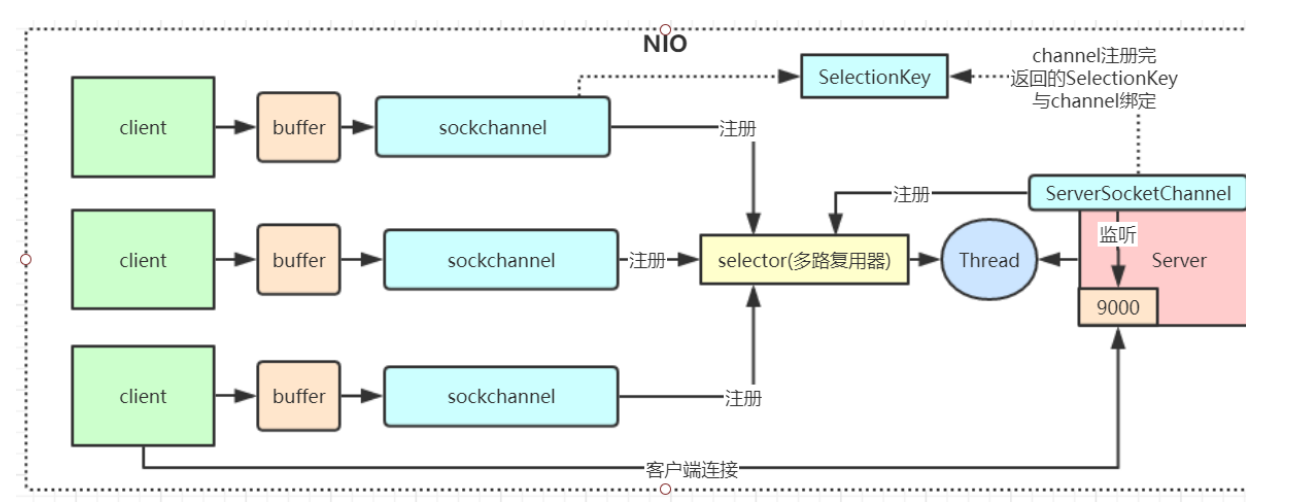 NIO
channel注册完
返回的SelectionKey
与channel绑定
SelectionKey
client
buffer
sockchannel
注册
注册
ServerSocketChannel
监听
client
buffer
sockchannel
注册
selector(多路复用器)
Thread
Server
9000
client
buffer
sockchannel
注册
客户端连接